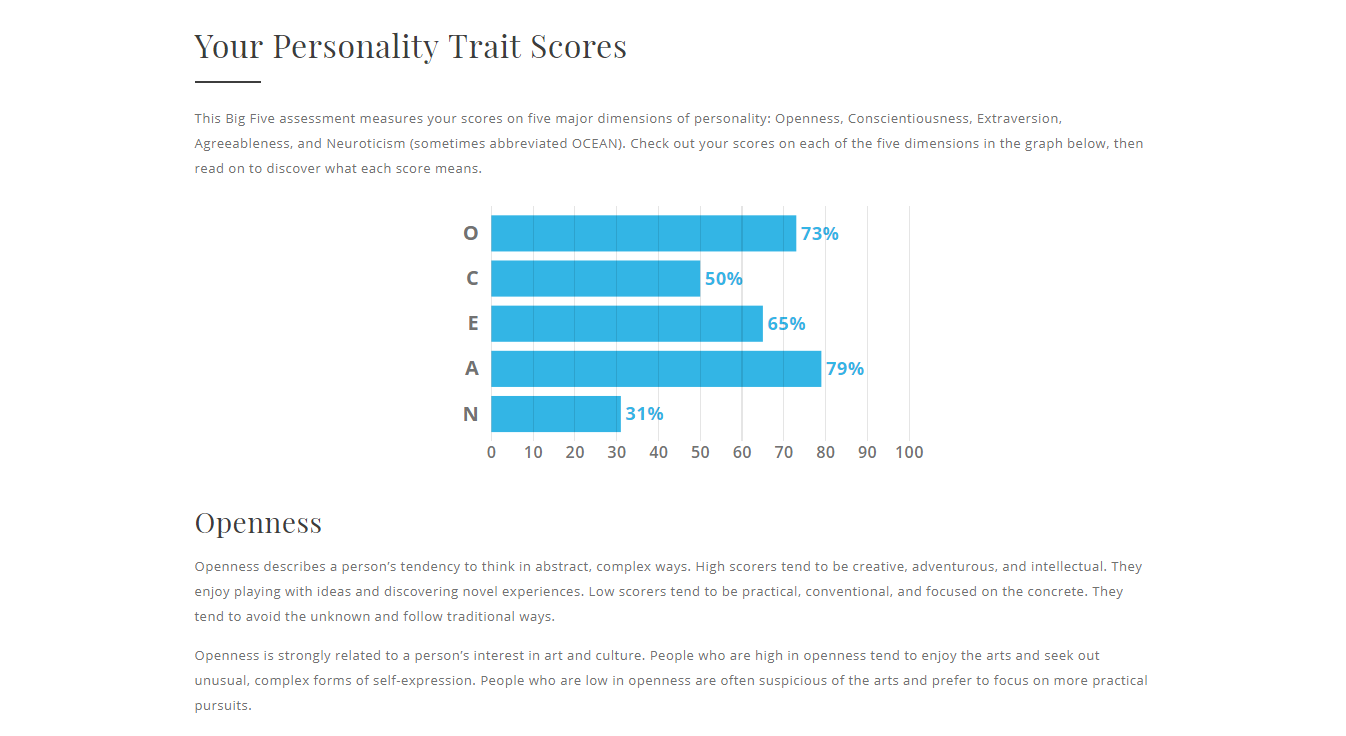 Your Personality Trait Scores
This Big Five assessment measures your scores on five major dimensions of personality: Openness, Conscientiousness, Extraversion,
Agreeableness, and Neuroticism (sometimes abbreviated OCEAN). Check out your scores on each of the five dimensions in the graph below, then
read on to discover what each score means.
O 73%
C 50%
E 65%
A 79%
N 31%
0 10 20 30 40 50 60 70 80 90 100
Openness
Openness describes a person’s tendency to think in abstract, complex ways. High scorers tend to be creative, adventurous, and intellectual. They
enjoy playing with ideas and discovering novel experiences. Low scorers tend to be practical, conventional, and focused on the concrete. They
tend to avoid the unknown and follow traditional ways.
Openness is strongly related to a person’s interest in art and culture. People who are high in openness tend to enjoy the arts and seek out
unusual, complex forms of self-expression. People who are low in openness are often suspicious of the arts and prefer to focus on more practical
pursuits.